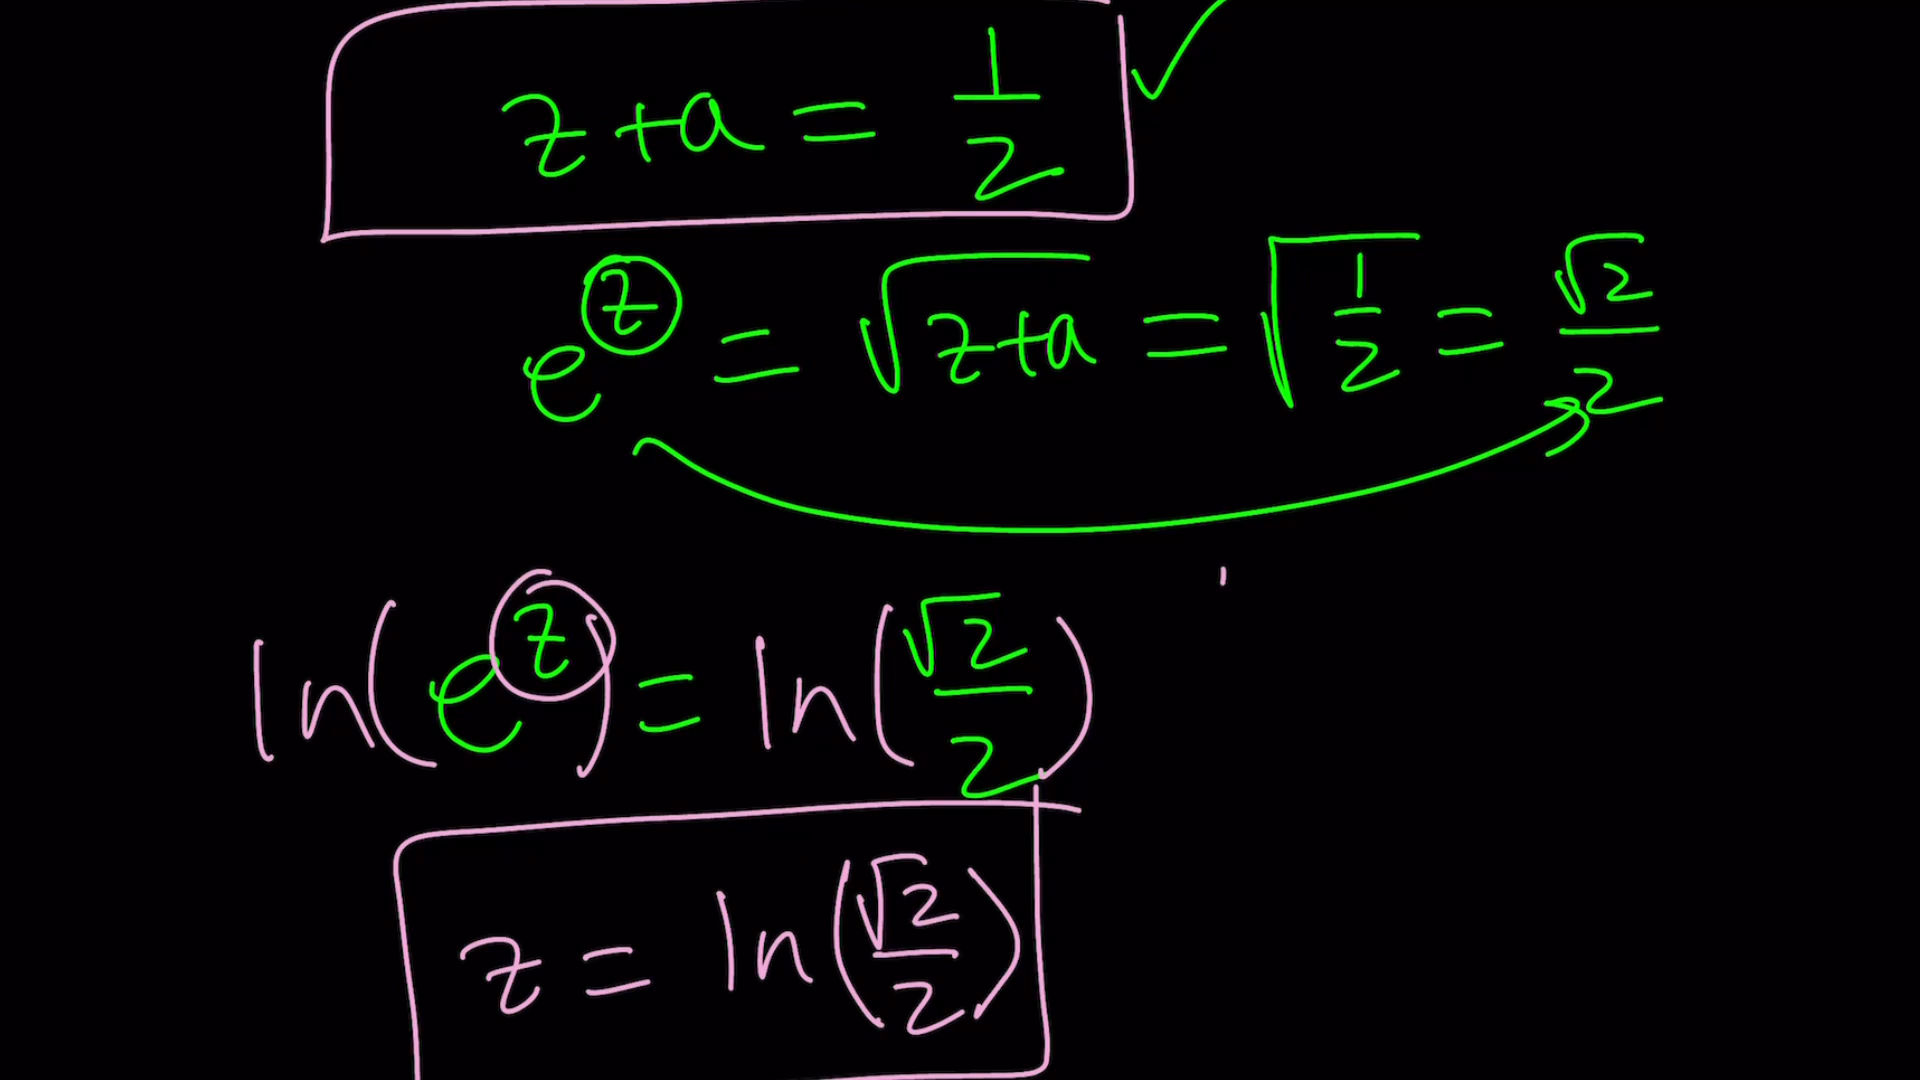 z+a = 1/2 ✓
e^z = √(z+a) = √(1/2) = √2/2
ln(e^z) = ln(√2/2)
z = ln(√2/2)